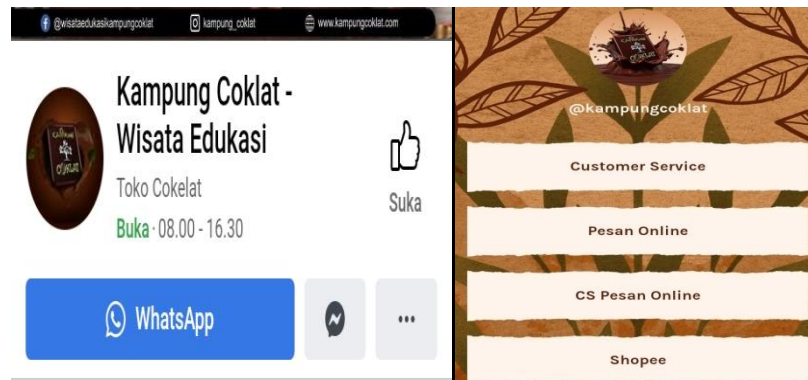 @wisataedukasikampungcoklat
kampung_coklat
www.kampungcoklat.com
Kampung Coklat -
Wisata Edukasi
Toko Cokelat
Buka · 08.00 - 16.30
Suka
WhatsApp
@kampungcoklat
Customer Service
Pesan Online
CS Pesan Online
Shopee